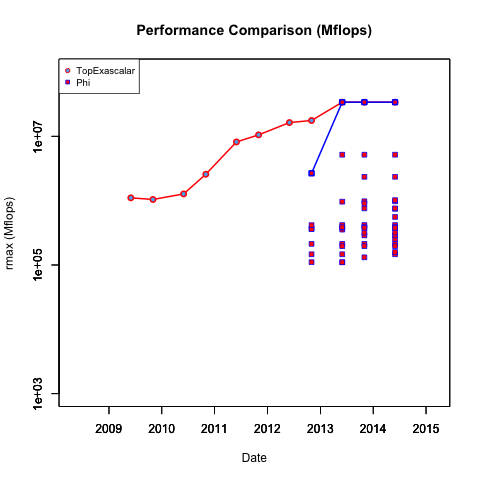 Performance Comparison (Mflops)
TopExascalar
Phi
rmax (Mflops)
1e+07
1e+05
1e+03
2009 2010 2011 2012 2013 2014 2015
Date